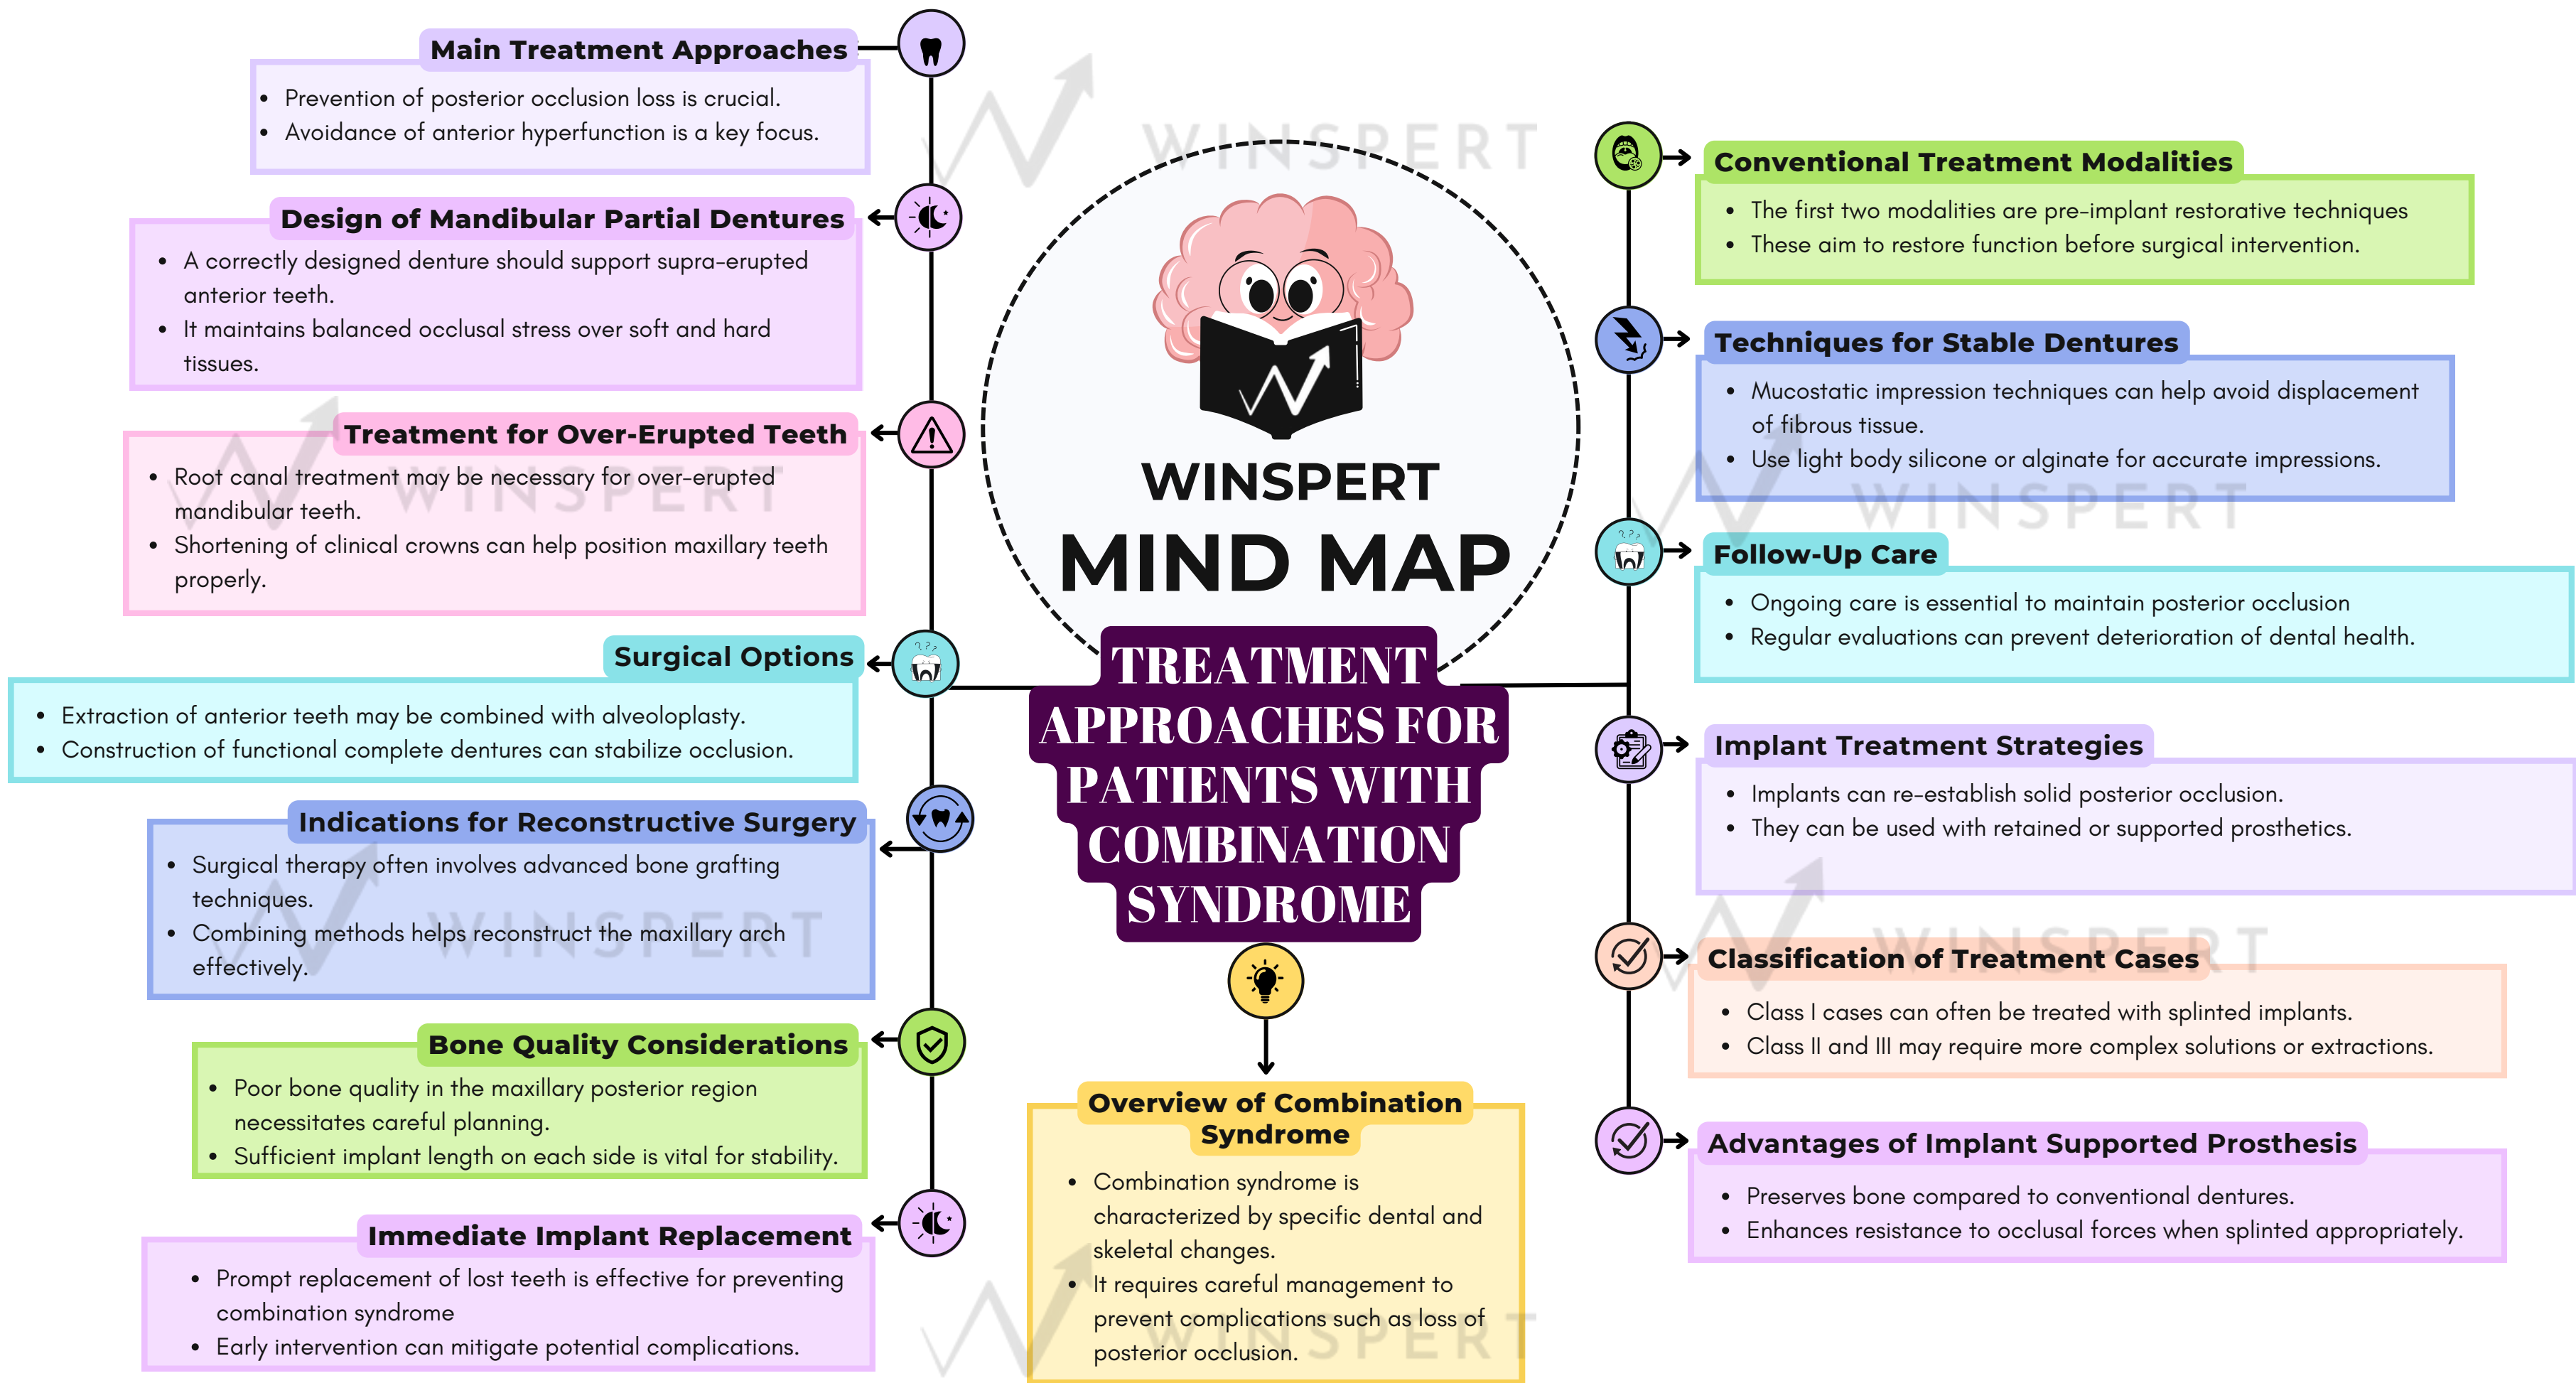 Main Treatment Approaches
• Prevention of posterior occlusion loss is crucial.
• Avoidance of anterior hyperfunction is a key focus.
Design of Mandibular Partial Dentures
• A correctly designed denture should support supra-erupted
anterior teeth.
• It maintains balanced occlusal stress over soft and hard
tissues.
Treatment for Over-Erupted Teeth
• Root canal treatment may be necessary for over-erupted
mandibular teeth.
• Shortening of clinical crowns can help position maxillary teeth
properly.
Surgical Options
• Extraction of anterior teeth may be combined with alveoloplasty.
• Construction of functional complete dentures can stabilize occlusion.
Indications for Reconstructive Surgery
• Surgical therapy often involves advanced bone grafting
techniques.
• Combining methods helps reconstruct the maxillary arch
effectively.
Bone Quality Considerations
• Poor bone quality in the maxillary posterior region
necessitates careful planning.
• Sufficient implant length on each side is vital for stability.
Immediate Implant Replacement
• Prompt replacement of lost teeth is effective for preventing
combination syndrome
• Early intervention can mitigate potential complications.
WINSPERT
MIND MAP
TREATMENT
APPROACHES FOR
PATIENTS WITH
COMBINATION
SYNDROME
Overview of Combination
Syndrome
• Combination syndrome is
characterized by specific dental and
skeletal changes.
• It requires careful management to
prevent complications such as loss of
posterior occlusion.
Conventional Treatment Modalities
• The first two modalities are pre-implant restorative techniques
• These aim to restore function before surgical intervention.
Techniques for Stable Dentures
• Mucostatic impression techniques can help avoid displacement
of fibrous tissue.
• Use light body silicone or alginate for accurate impressions.
Follow-Up Care
• Ongoing care is essential to maintain posterior occlusion
• Regular evaluations can prevent deterioration of dental health.
Implant Treatment Strategies
• Implants can re-establish solid posterior occlusion.
• They can be used with retained or supported prosthetics.
Classification of Treatment Cases
• Class I cases can often be treated with splinted implants.
• Class II and III may require more complex solutions or extractions.
Advantages of Implant Supported Prosthesis
• Preserves bone compared to conventional dentures.
• Enhances resistance to occlusal forces when splinted appropriately.
WINSPERT
WINSPERT
WINSPERT
WINSPERT
WINSPERT
WINSPERT